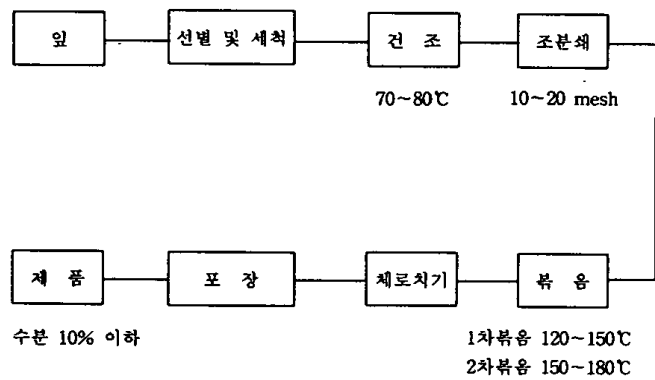 잎
선별 및 세척
건 조
조분쇄
70~80℃
10~20 mesh
제 품
포 장
체로치기
볶 음
수분 10% 이하
1차볶음 120~150℃
2차볶음 150~180℃